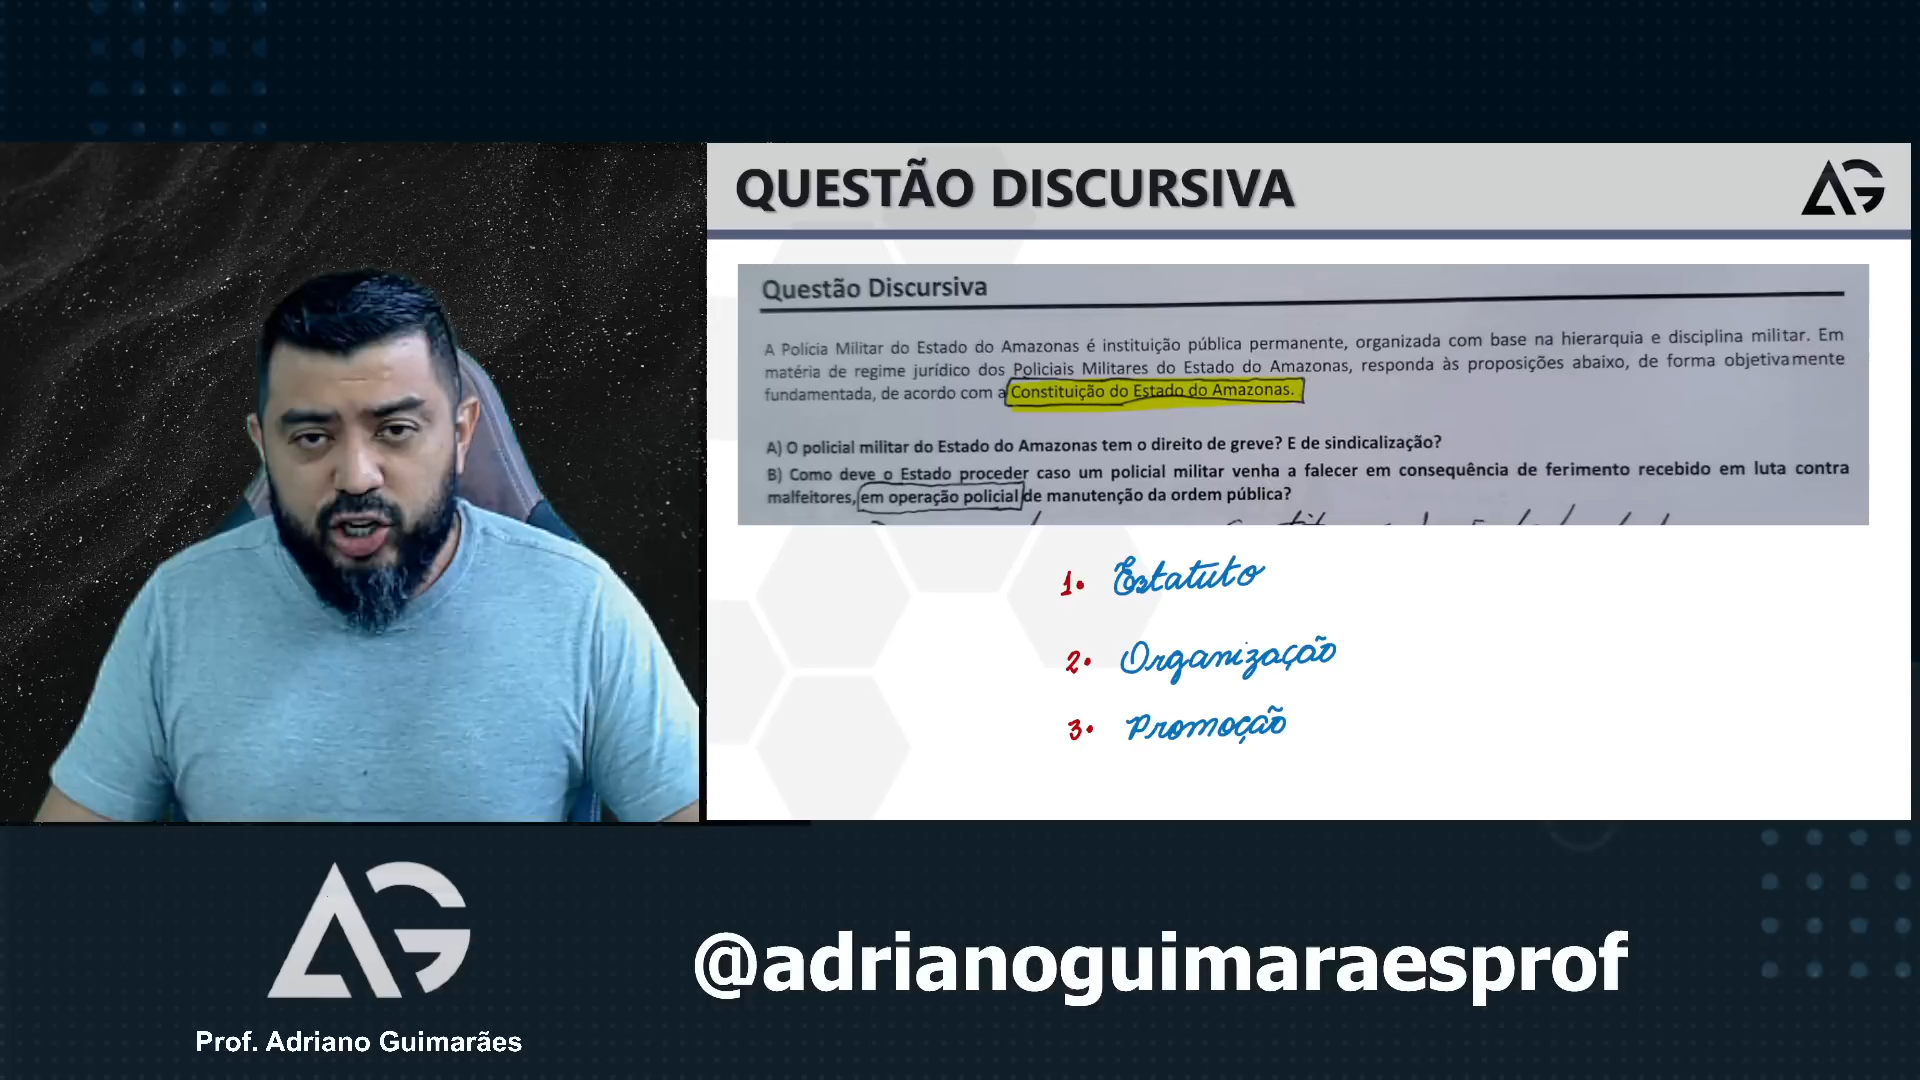 QUESTÃO DISCURSIVA
AG
Questão Discursiva
A Polícia Militar do Estado do Amazonas é instituição pública permanente, organizada com base na hierarquia e disciplina militar. Em
matéria de regime jurídico dos Policiais Militares do Estado do Amazonas, responda às proposições abaixo, de forma objetivamente
fundamentada, de acordo com a Constituição do Estado do Amazonas.
A) O policial militar do Estado do Amazonas tem o direito de greve? E de sindicalização?
B) Como deve o Estado proceder caso um policial militar venha a falecer em consequência de ferimento recebido em luta contra
malfeitores, em operação policial de manutenção da ordem pública?
1. Estatuto
2. Organização
3. Promoção
AG
Prof. Adriano Guimarães
@adrianoguimaraesprof